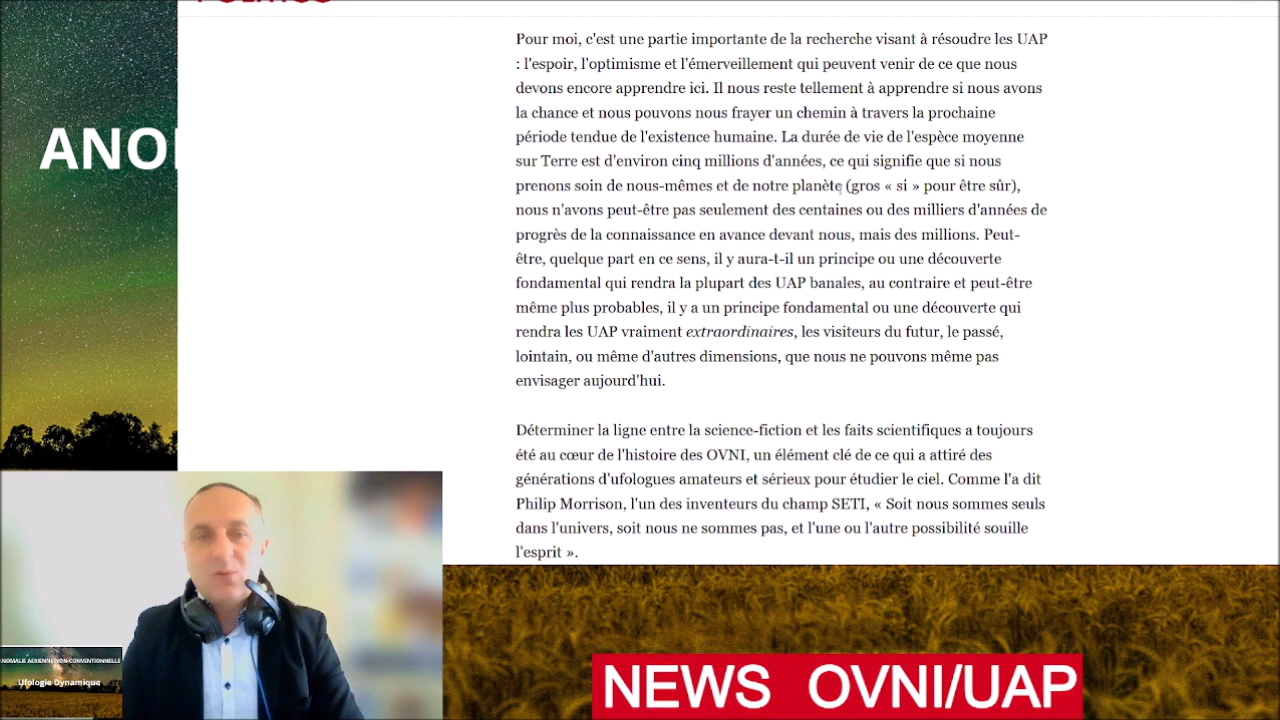 Pour moi, c'est une partie importante de la recherche visant à résoudre les UAP
: l'espoir, l'optimisme et l'émerveillement qui peuvent venir de ce que nous
devons encore apprendre ici. Il nous reste tellement à apprendre si nous avons
la chance et nous pouvons nous frayer un chemin à travers la prochaine
période tendue de l'existence humaine. La durée de vie de l'espèce moyenne
sur Terre est d'environ cinq millions d'années, ce qui signifie que si nous
prenons soin de nous-mêmes et de notre planète (gros « si » pour être sûr),
nous n'avons peut-être pas seulement des centaines ou des milliers d'années de
progrès de la connaissance en avance devant nous, mais des millions. Peut-
être, quelque part en ce sens, il y aura-t-il un principe ou une découverte
fondamental qui rendra la plupart des UAP banales, au contraire et peut-être
même plus probables, il y a un principe fondamental ou une découverte qui
rendra les UAP vraiment extraordinaires, les visiteurs du futur, le passé,
lointain, ou même d'autres dimensions, que nous ne pouvons même pas
envisager aujourd'hui.
Déterminer la ligne entre la science-fiction et les faits scientifiques a toujours
été au cœur de l'histoire des OVNI, un élément clé de ce qui a attiré des
générations d'ufologues amateurs et sérieux pour étudier le ciel. Comme l'a dit
Philip Morrison, l'un des inventeurs du champ SETI, « Soit nous sommes seuls
dans l'univers, soit nous ne sommes pas, et l'une ou l'autre possibilité souille
l'esprit ».
ANO
NOMALIE AERIENNE NON-CONVENTIONNELLE
Ufologie Dynamique
NEWS OVNI/UAP